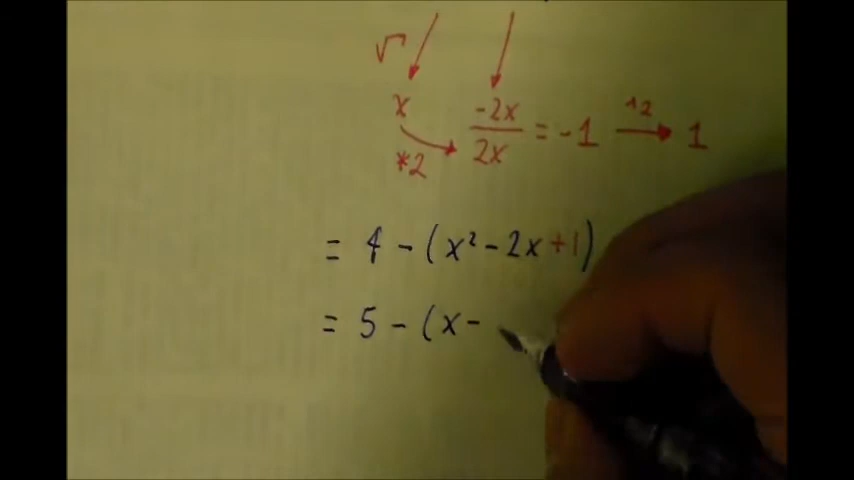 √
x -2x/2x = -1 ^2 1
*2
= 4 - (x² - 2x + 1)
= 5 - (x -